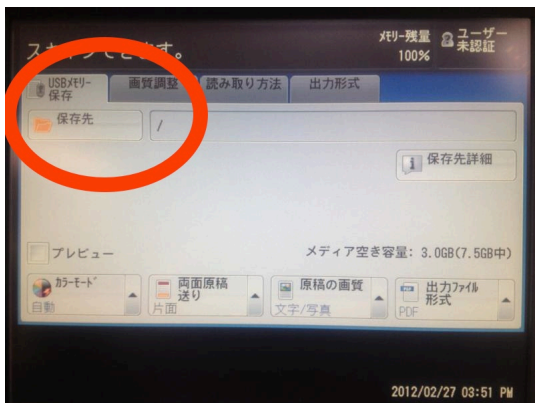 メモリー残量
100%
ユーザー
未認証
できます。
USBメモリー
保存
画質調整
読み取り方法
出力形式
保存先
/
保存先詳細
プレビュー
メディア空き容量: 3.0GB(7.5GB中)
カラーモード
自動
両面原稿
送り
片面
原稿の画質
文字/写真
出力ファイル
形式
PDF
2012/02/27 03:51 PM